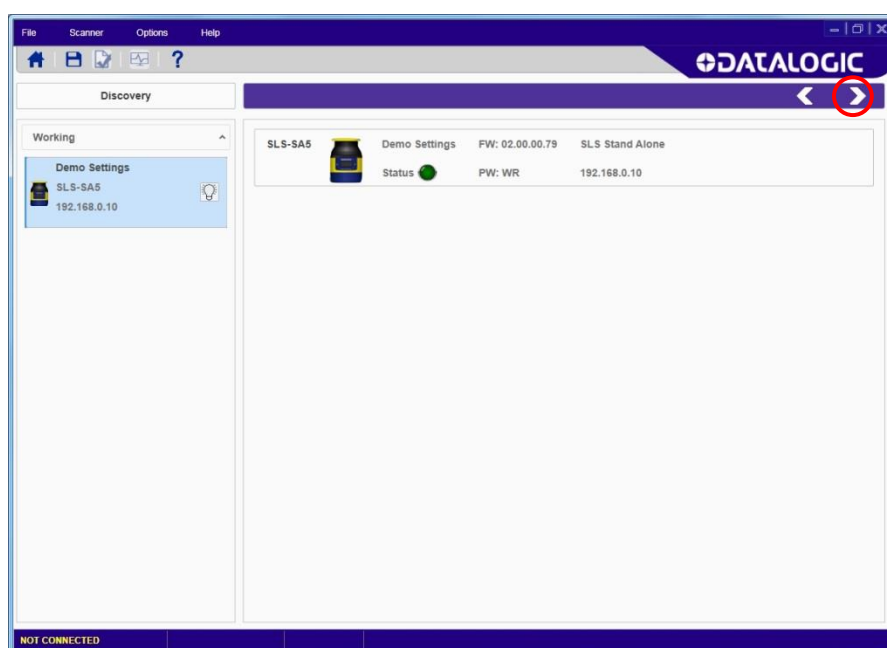 File Scanner Options Help
?
DATALOGIC
Discovery
Working
Demo Settings
SLS-SA5
192.168.0.10
SLS-SA5 Demo Settings FW: 02.00.00.79 SLS Stand Alone
Status PW: WR 192.168.0.10
NOT CONNECTED